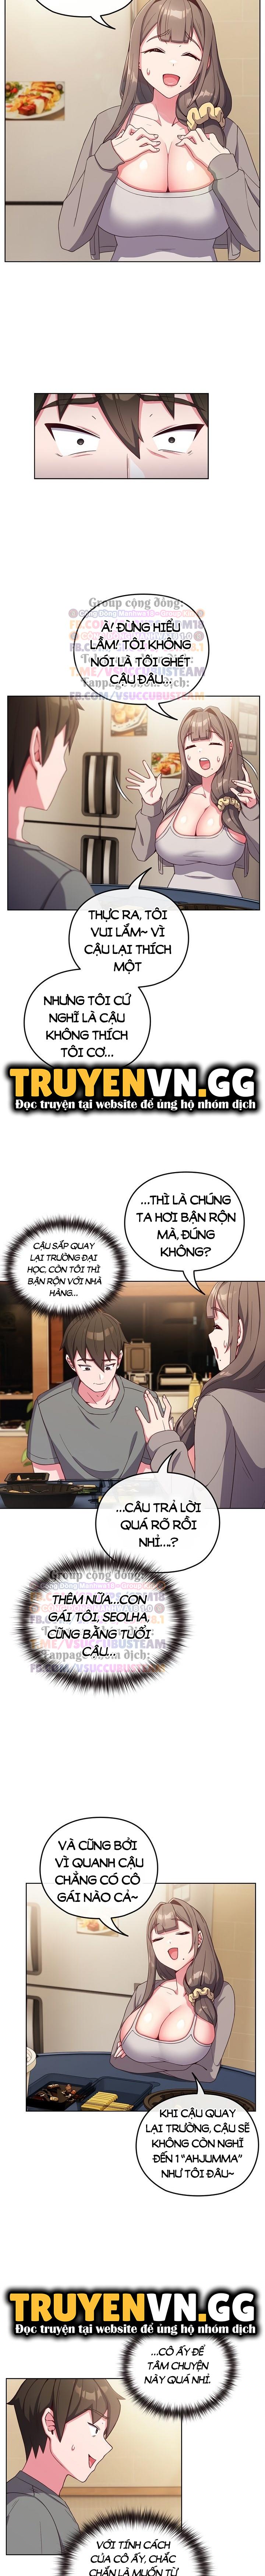 Group cộng đồng:
À! ĐỪNG HIỂU
LẦM! TÔI KHÔNG
NÓI LÀ TÔI GHÉT
CẬU ĐÂU...
THỰC RA, TÔI
VUI LẮM~ VÌ
CẬU LẠI THÍCH
MỘT
NHƯNG TÔI CỨ
NGHĨ LÀ CẬU
KHÔNG THÍCH
TÔI CƠ...
TRUYENVN.GG
Đọc truyện tại website để ủng hộ nhóm dịch
...THÌ LÀ CHÚNG
TA HƠI BẬN RỘN
MÀ, ĐÚNG
KHÔNG?
CẬU SẮP QUAY
LẠI TRƯỜNG ĐẠI
HỌC, CÒN TÔI THÌ
BẬN RỘN VỚI NHÀ
HÀNG...
...CÂU TRẢ LỜI
QUÁ RÕ RỒI
NHỈ...?
Group cộng đồng:
THÊM NỮA...CON
GÁI TÔI, SEOLHA,
CŨNG BẰNG TUỔI
CẬU...
VÀ CŨNG BỞI
VÌ QUANH CẬU
CHẲNG CÓ CÔ
GÁI NÀO CẢ~
KHI CẬU QUAY
LẠI TRƯỜNG, CẬU SẼ
KHÔNG CÒN NGHĨ
ĐẾN 1 "AHJUMMA"
NHƯ TÔI ĐÂU~
TRUYENVN.GG
Đọc truyện tại website để ủng hộ nhóm dịch
...CÔ ẤY ĐỂ
TÂM CHUYỆN
NÀY QUÁ NHỈ.
VỚI TÍNH CÁCH
CỦA CÔ ẤY, CHẮC
CHẮN LÀ MUỐN TỪ